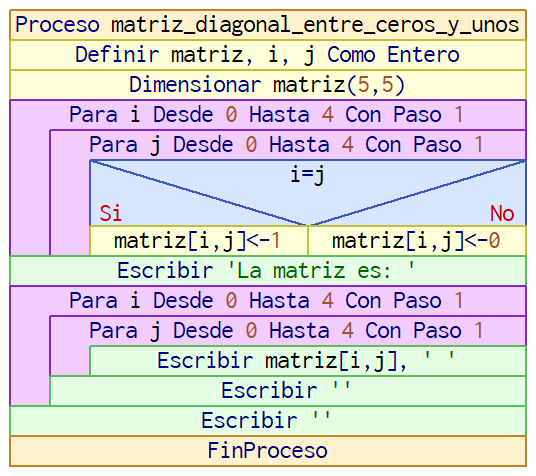 Proceso matriz_diagonal_entre_ceros_y_unos
Definir matriz, i, j Como Entero
Dimensionar matriz(5,5)
Para i Desde 0 Hasta 4 Con Paso 1
Para j Desde 0 Hasta 4 Con Paso 1
i=j
Si No
matriz[i,j]<-1 matriz[i,j]<-0
Escribir 'La matriz es: '
Para i Desde 0 Hasta 4 Con Paso 1
Para j Desde 0 Hasta 4 Con Paso 1
Escribir matriz[i,j], ' '
Escribir ''
Escribir ''
FinProceso